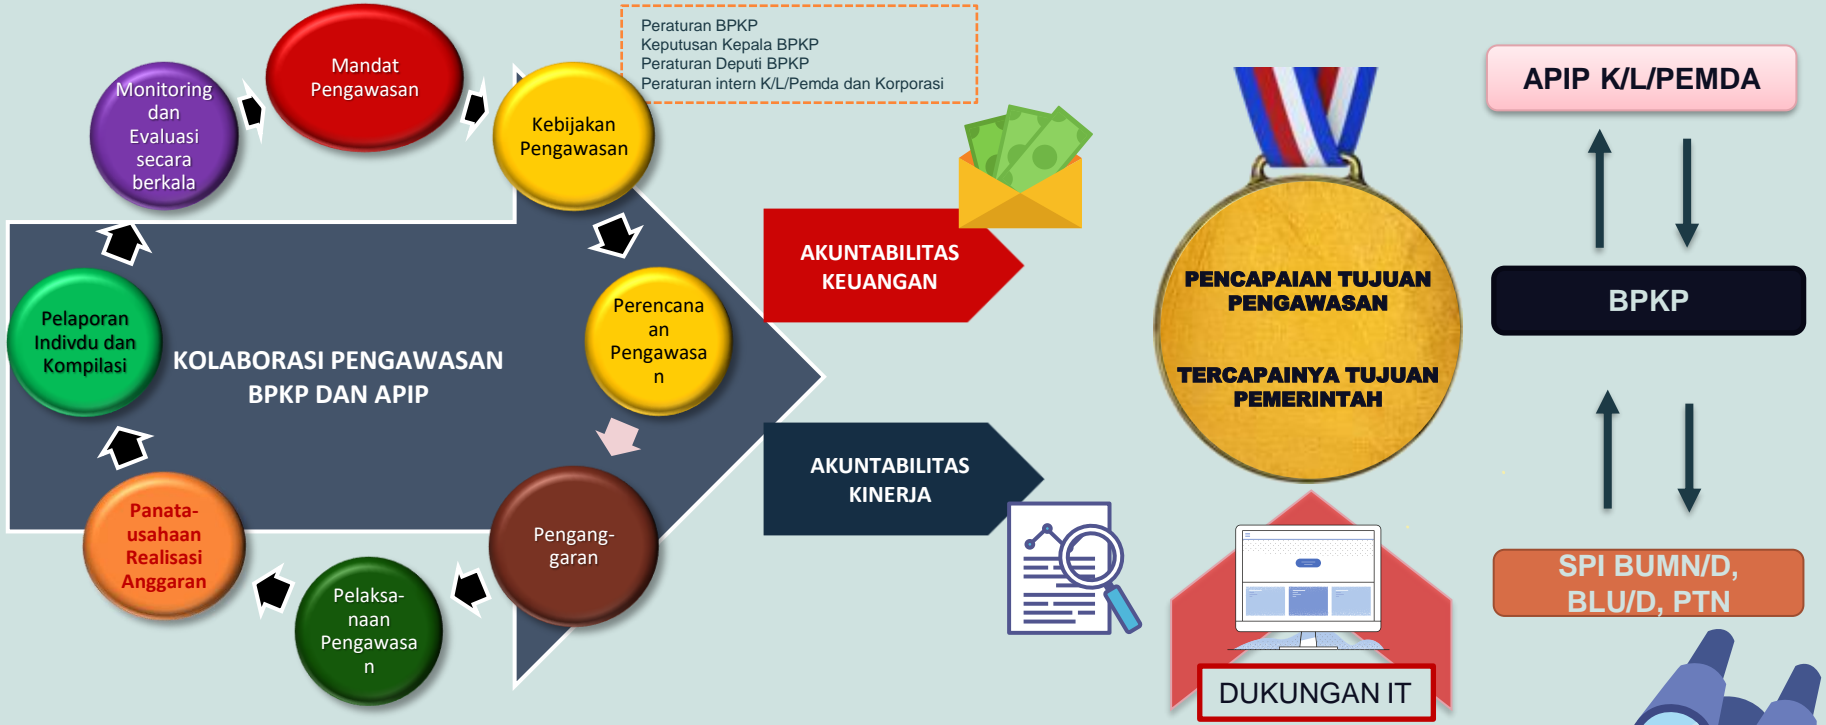 Peraturan BPKP
Keputusan Kepala BPKP
Peraturan Deputi BPKP
Peraturan intern K/L/Pemda dan Korporasi
Mandat
Pengawasan
Kebijakan
Pengawasan
Perencana
an
Pengawasa
n
Pengang-
garan
Pelaksa-
naan
Pengawasa
n
Panata-
usahaan
Realisasi
Anggaran
Pelaporan
Indivdu dan
Kompilasi
Monitoring
dan
Evaluasi
secara
berkala
KOLABORASI PENGAWASAN
BPKP DAN APIP
AKUNTABILITAS
KEUANGAN
AKUNTABILITAS
KINERJA
PENCAPAIAN TUJUAN
PENGAWASAN
TERCAPAINYA TUJUAN
PEMERINTAH
DUKUNGAN IT
APIP K/L/PEMDA
BPKP
SPI BUMN/D,
BLU/D, PTN